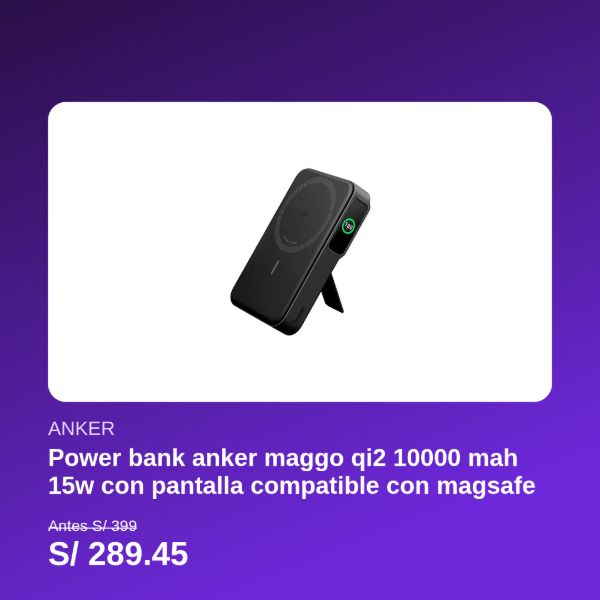 ANKER
Power bank anker maggo qi2 10000 mah
15w con pantalla compatible con magsafe
Antes S/ 399
S/ 289.45